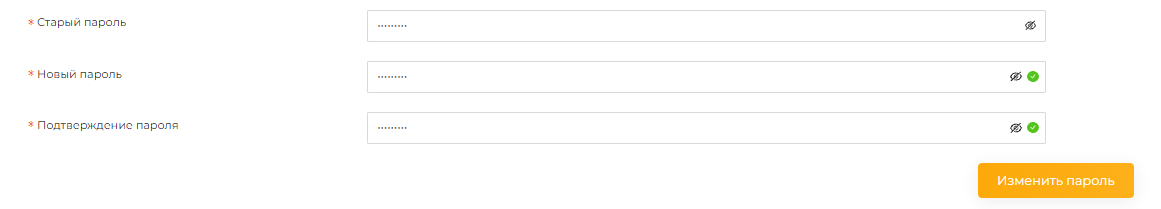 * Старый пароль
·········
* Новый пароль
·········
* Подтверждение пароля
·········
Изменить пароль